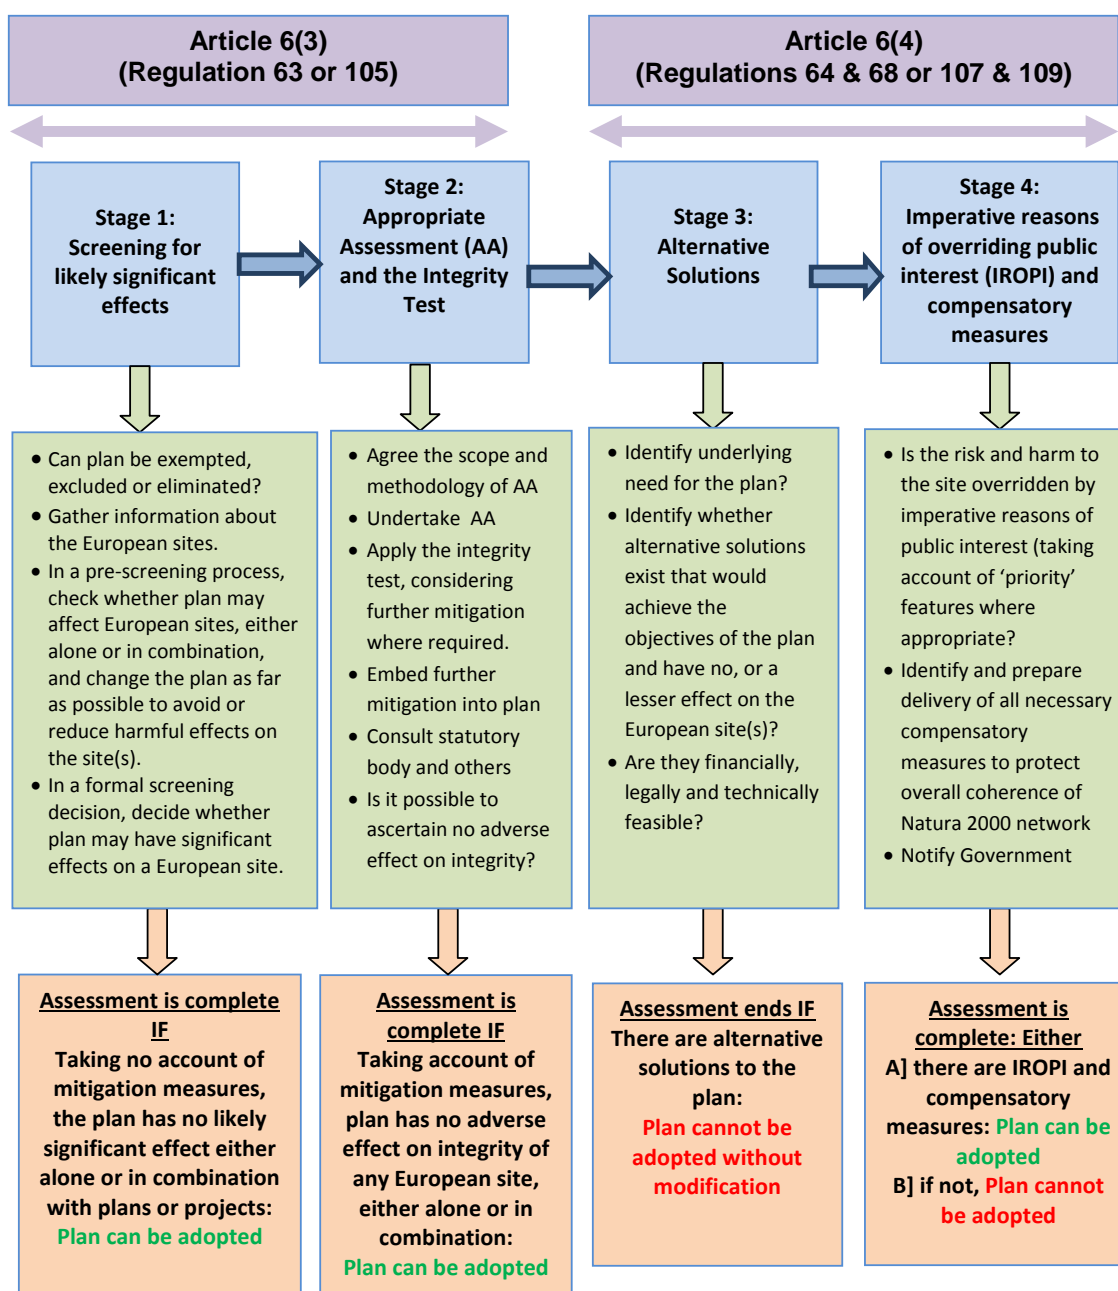 Article 6(3)
(Regulation 63 or 105)
Article 6(4)
(Regulations 64 & 68 or 107 & 109)
Stage 1:
Screening for
likely significant
effects
Stage 2:
Appropriate
Assessment (AA)
and the Integrity
Test
Stage 3:
Alternative
Solutions
Stage 4:
Imperative reasons
of overriding public
interest (IROPI) and
compensatory
measures
• Can plan be exempted,
excluded or eliminated?
• Gather information about
the European sites.
• In a pre-screening process,
check whether plan may
affect European sites, either
alone or in combination,
and change the plan as far
as possible to avoid or
reduce harmful effects on
the site(s).
• In a formal screening
decision, decide whether
plan may have significant
effects on a European site.
• Agree the scope and
methodology of AA
• Undertake AA
• Apply the integrity
test, considering
further mitigation
where required.
• Embed further
mitigation into plan
• Consult statutory
body and others
• Is it possible to
ascertain no adverse
effect on integrity?
• Identify underlying
need for the plan?
• Identify whether
alternative solutions
exist that would
achieve the
objectives of the plan
and have no, or a
lesser effect on the
European site(s)?
• Are they financially,
legally and technically
feasible?
• Is the risk and harm to
the site overridden by
imperative reasons of
public interest (taking
account of ‘priority’
features where
appropriate?
• Identify and prepare
delivery of all necessary
compensatory
measures to protect
overall coherence of
Natura 2000 network
• Notify Government
Assessment is complete
IF
Taking no account of
mitigation measures,
the plan has no likely
significant effect either
alone or in combination
with plans or projects:
Plan can be adopted
Assessment is
complete IF
Taking account of
mitigation measures,
plan has no adverse
effect on integrity of
any European site,
either alone or in
combination:
Plan can be adopted
Assessment ends IF
There are alternative
solutions to the
plan:
Plan cannot be
adopted without
modification
Assessment is
complete: Either
A] there are IROPI and
compensatory
measures: Plan can be
adopted
B] if not, Plan cannot
be adopted